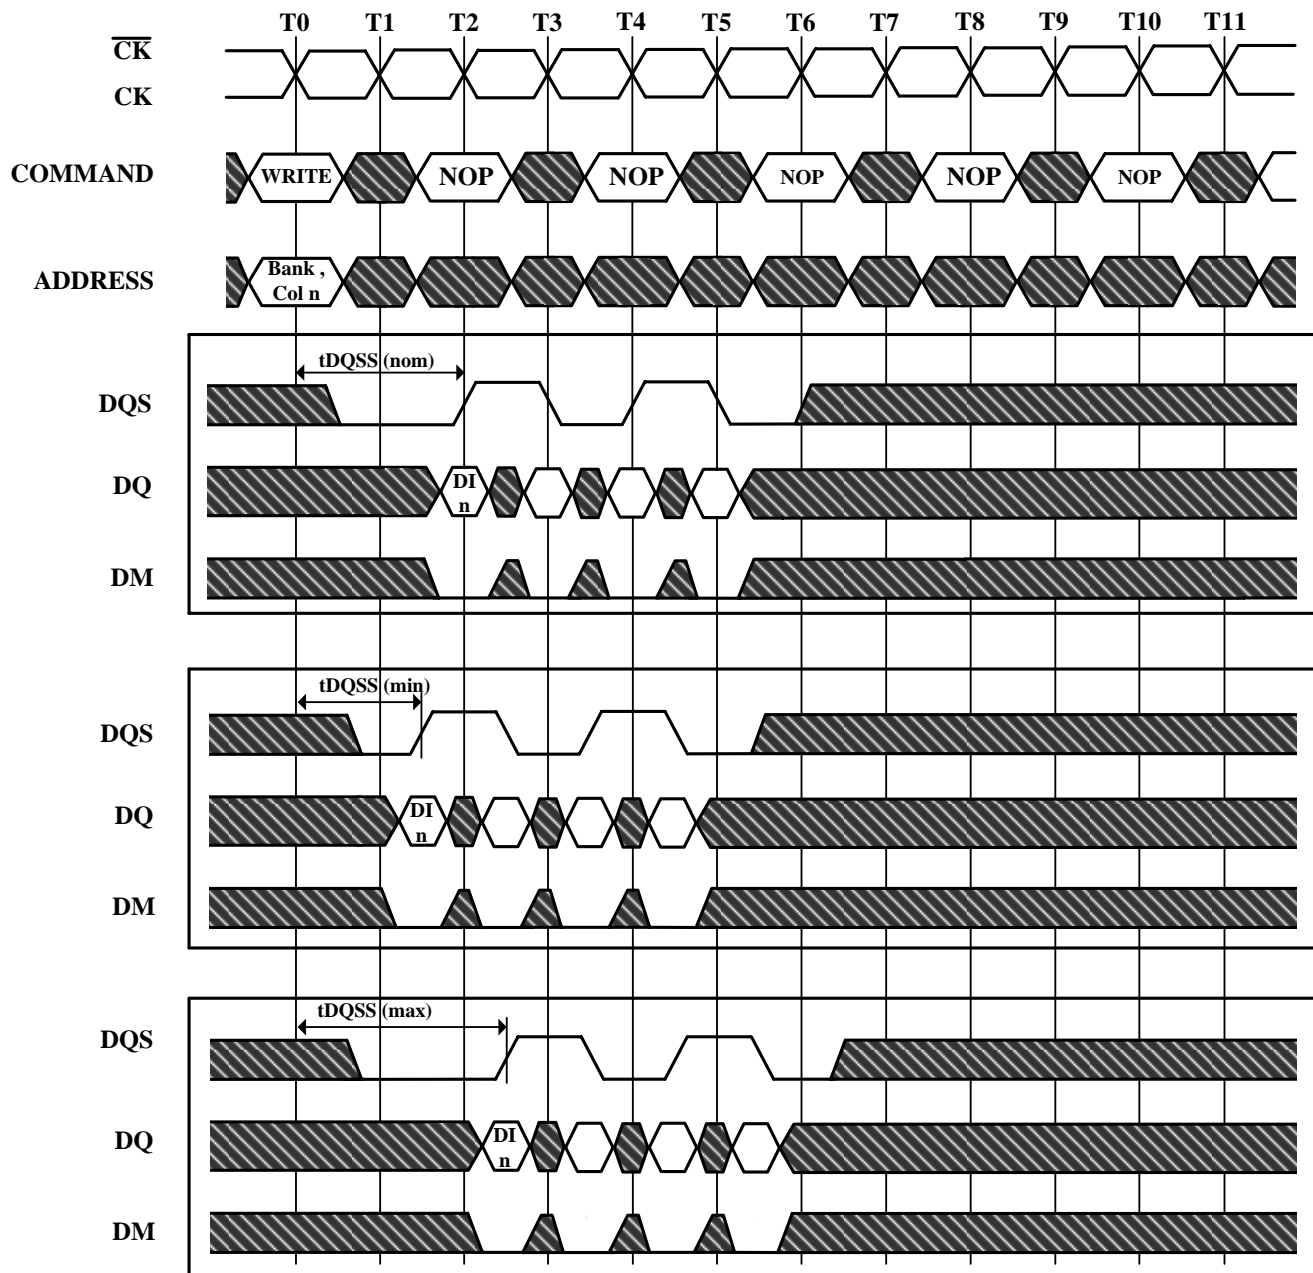 T0 T1 T2 T3 T4 T5 T6 T7 T8 T9 T10 T11
CK
CK
COMMAND WRITE NOP NOP NOP NOP NOP
ADDRESS Bank ,
Col n
tDQSS (nom)
DQS
DQ DI
n
DM
tDQSS (min)
DQS
DQ DI
n
DM
tDQSS (max)
DQS
DQ DI
n
DM